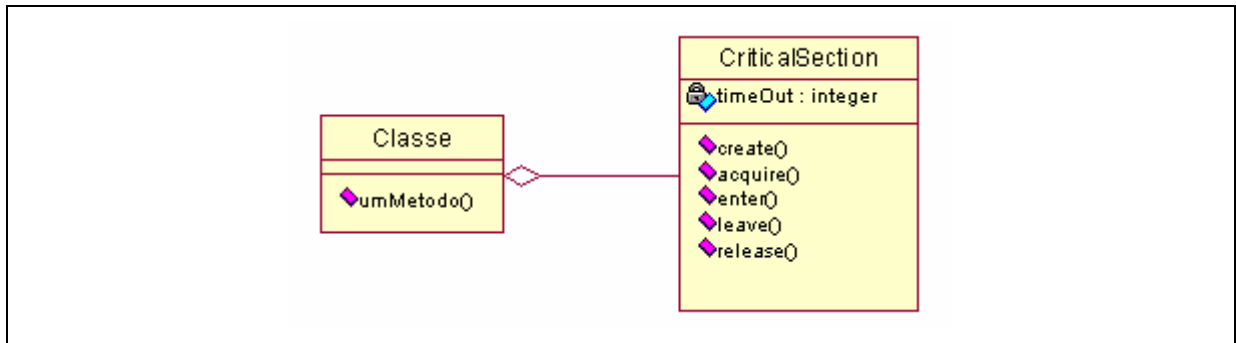 Classe
umMetodo()
CriticalSection
timeOut : integer
create()
acquire()
enter()
leave()
release()